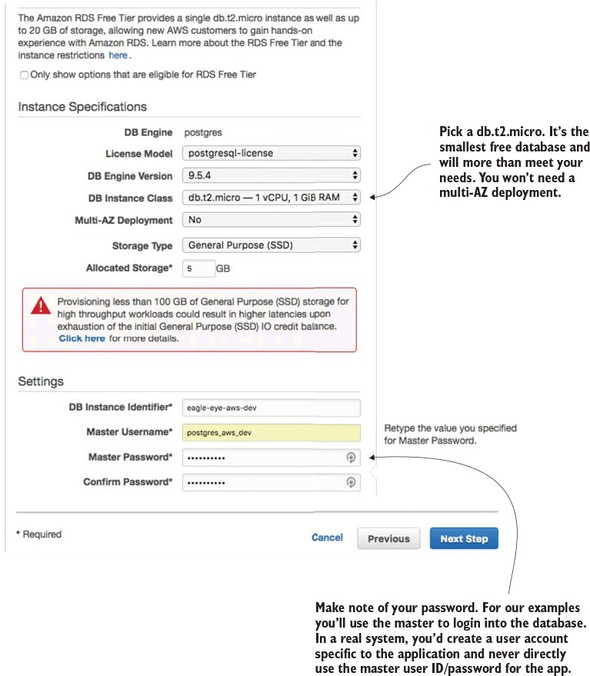 The Amazon RDS Free Tier provides a single db.t2.micro instance as well as up
to 20 GB of storage, allowing new AWS customers to gain hands-on
experience with Amazon RDS. Learn more about the RDS Free Tier and the
instance restrictions here.
Only show options that are eligible for RDS Free Tier
Instance Specifications
DB Engine postgres
License Model postgresql-license
DB Engine Version 9.5.4
DB Instance Class db.t2.micro — 1 vCPU, 1 GiB RAM
Multi-AZ Deployment No
Storage Type General Purpose (SSD)
Allocated Storage* 5 GB
Pick a db.t2.micro. It's the
smallest free database and
will more than meet your
needs. You won't need a
multi-AZ deployment.
Provisioning less than 100 GB of General Purpose (SSD) storage for
high throughput workloads could result in higher latencies upon
exhaustion of the initial General Purpose (SSD) IO credit balance.
Click here for more details.
Settings
DB Instance Identifier* eagle-eye-aws-dev
Master Username* postgres_aws_dev
Master Password* ••••••••••
Confirm Password* ••••••••••
Retype the value you specified
for Master Password.
* Required
Cancel Previous Next Step
Make note of your password. For our examples
you'll use the master to login into the database.
In a real system, you'd create a user account
specific to the application and never directly
use the master user ID/password for the app.